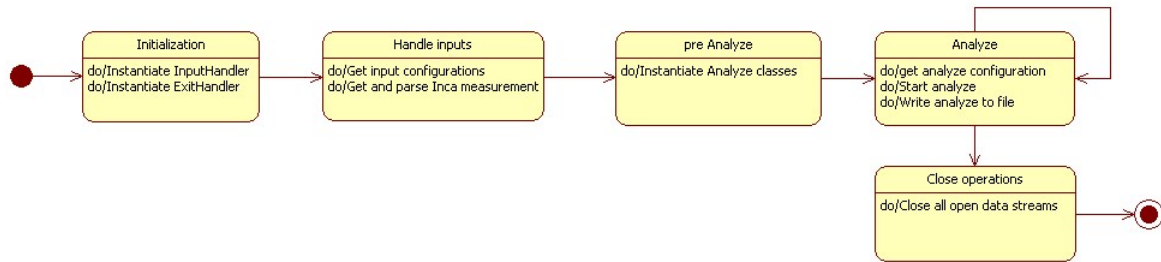 Initialization
do/Instantiate InputHandler
do/Instantiate ExitHandler
Handle inputs
do/Get input configurations
do/Get and parse Inca measurement
pre Analyze
do/Instantiate Analyze classes
Analyze
do/get analyze configuration
do/Start analyze
do/Write analyze to file
Close operations
do/Close all open data streams